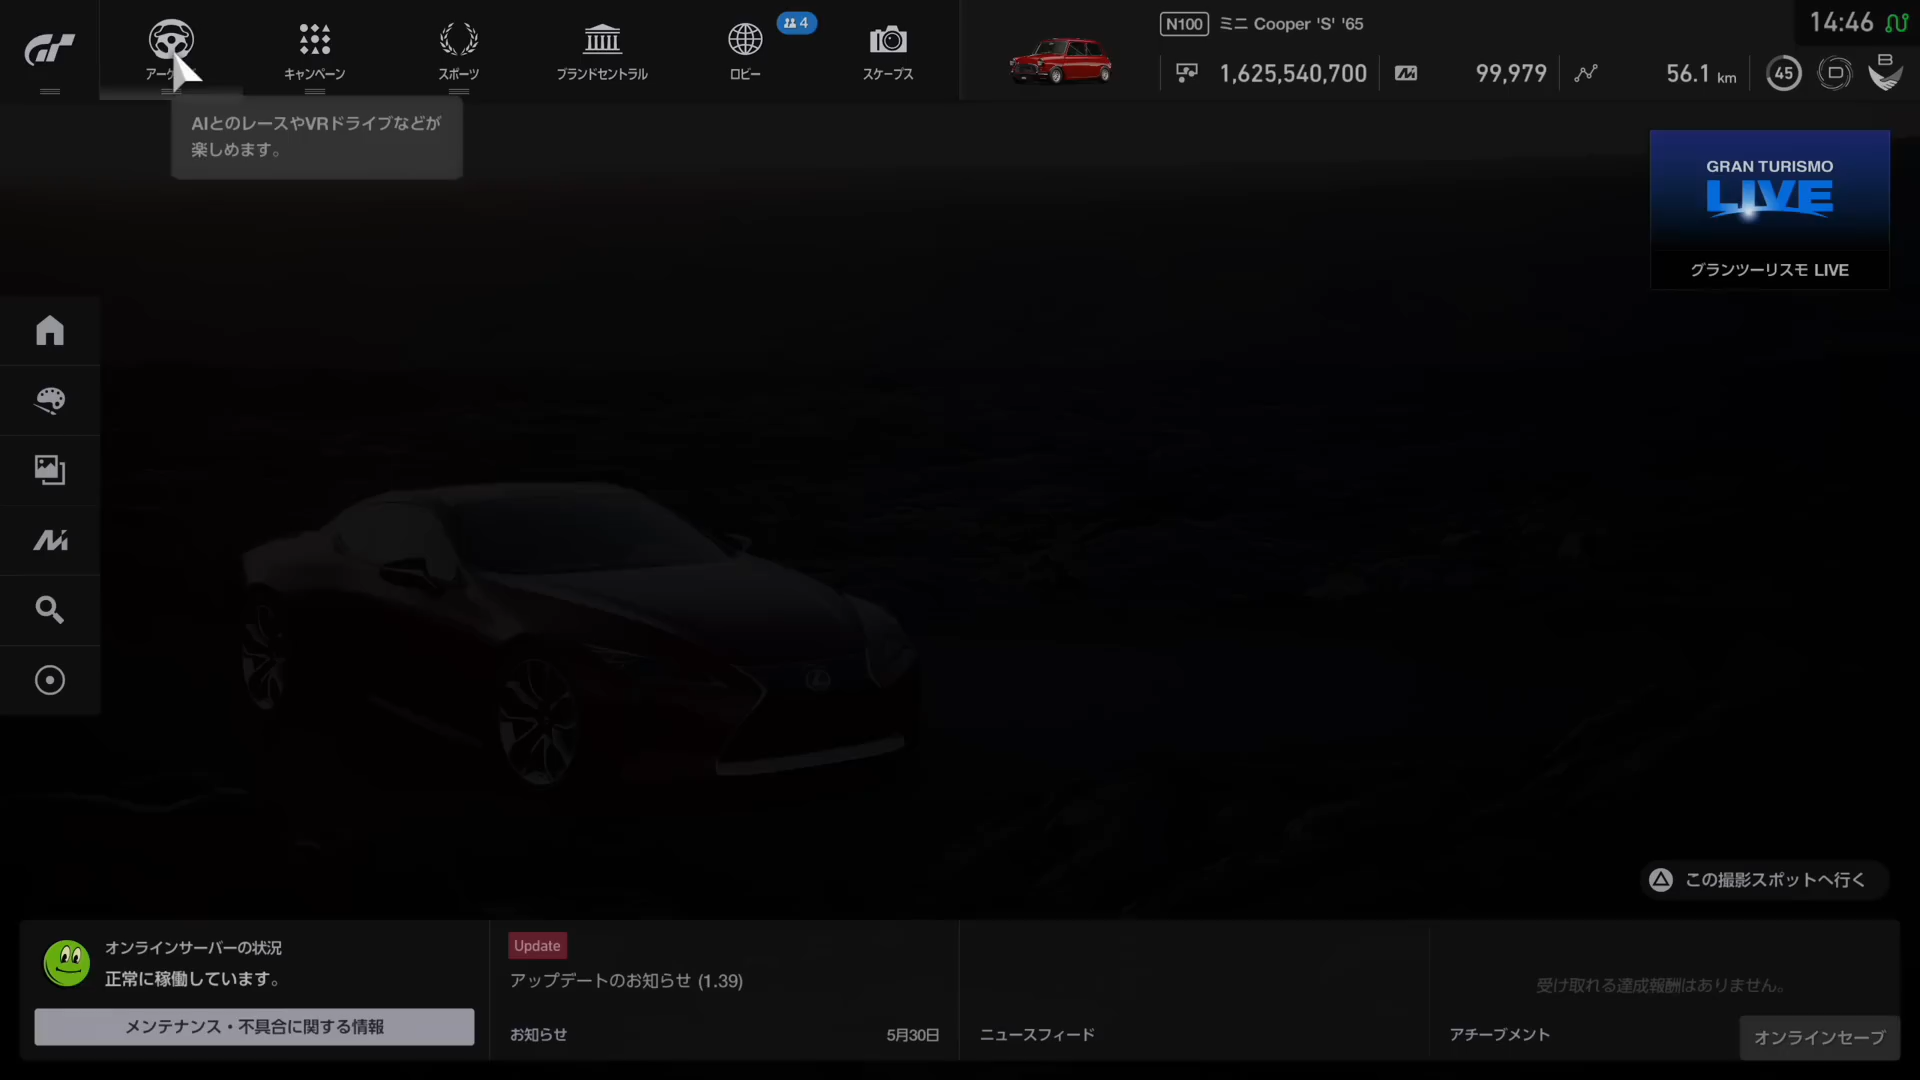 アーケ
キャンペーン
スポーツ
ブランドセントラル
ロビー
4
スケープス
N100 ミニ Cooper 'S' '65
1,625,540,700
99,979
56.1 km
45
D
B
14:46
AIとのレースやVRドライブなどが
楽しめます。
GRAN TURISMO
LIVE
グランツーリスモ LIVE
この撮影スポットへ行く
オンラインサーバーの状況
正常に稼働しています。
メンテナンス・不具合に関する情報
Update
アップデートのお知らせ (1.39)
お知らせ
5月30日
ニュースフィード
受け取れる達成報酬はありません。
アチーブメント
オンラインセーブ